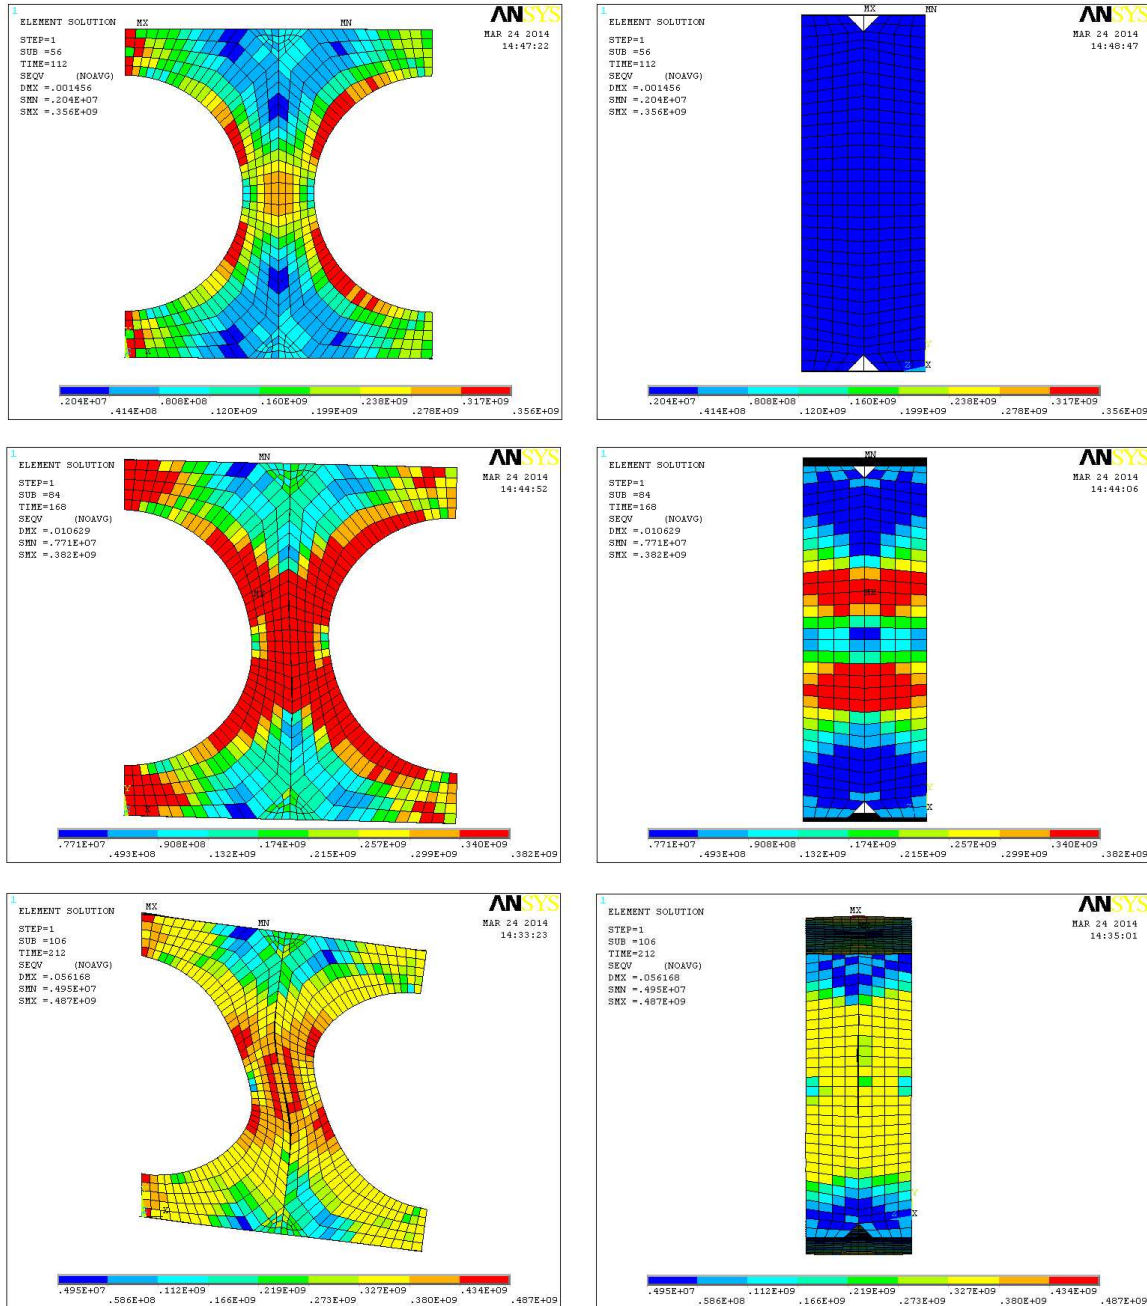 1
ANSYS
ELEMENT SOLUTION
MX
MN
MAR 24 2014
14:47:22
STEP=1
SUB =56
TIME=112
SEQV (NOAVG)
DMX =.001456
SMN =.204E+07
SMX =.356E+09
Y
Z X
.204E+07 .808E+08 .160E+09 .238E+09 .317E+09
.414E+08 .120E+09 .199E+09 .278E+09 .356E+09
1
ANSYS
ELEMENT SOLUTION
MX
MN
MAR 24 2014
14:48:47
STEP=1
SUB =56
TIME=112
SEQV (NOAVG)
DMX =.001456
SMN =.204E+07
SMX =.356E+09
Y
Z X
.204E+07 .808E+08 .160E+09 .238E+09 .317E+09
.414E+08 .120E+09 .199E+09 .278E+09 .356E+09
1
ANSYS
ELEMENT SOLUTION
MN
MAR 24 2014
14:44:52
STEP=1
SUB =84
TIME=168
SEQV (NOAVG)
DMX =.010629
SMN =.771E+07
SMX =.382E+09
MX
Y
Z X
.771E+07 .908E+08 .174E+09 .257E+09 .340E+09
.493E+08 .132E+09 .215E+09 .299E+09 .382E+09
1
ANSYS
ELEMENT SOLUTION
MN
MAR 24 2014
14:44:06
STEP=1
SUB =84
TIME=168
SEQV (NOAVG)
DMX =.010629
SMN =.771E+07
SMX =.382E+09
MX
Y
Z X
.771E+07 .908E+08 .174E+09 .257E+09 .340E+09
.493E+08 .132E+09 .215E+09 .299E+09 .382E+09
1
ANSYS
ELEMENT SOLUTION
MX
MN
MAR 24 2014
14:33:23
STEP=1
SUB =106
TIME=212
SEQV (NOAVG)
DMX =.056168
SMN =.495E+07
SMX =.487E+09
Y
Z X
.495E+07 .112E+09 .219E+09 .327E+09 .434E+09
.586E+08 .166E+09 .273E+09 .380E+09 .487E+09
1
ANSYS
ELEMENT SOLUTION
MX
MAR 24 2014
14:35:01
STEP=1
SUB =106
TIME=212
SEQV (NOAVG)
DMX =.056168
SMN =.495E+07
SMX =.487E+09
Y
Z X
.495E+07 .112E+09 .219E+09 .327E+09 .434E+09
.586E+08 .166E+09 .273E+09 .380E+09 .487E+09